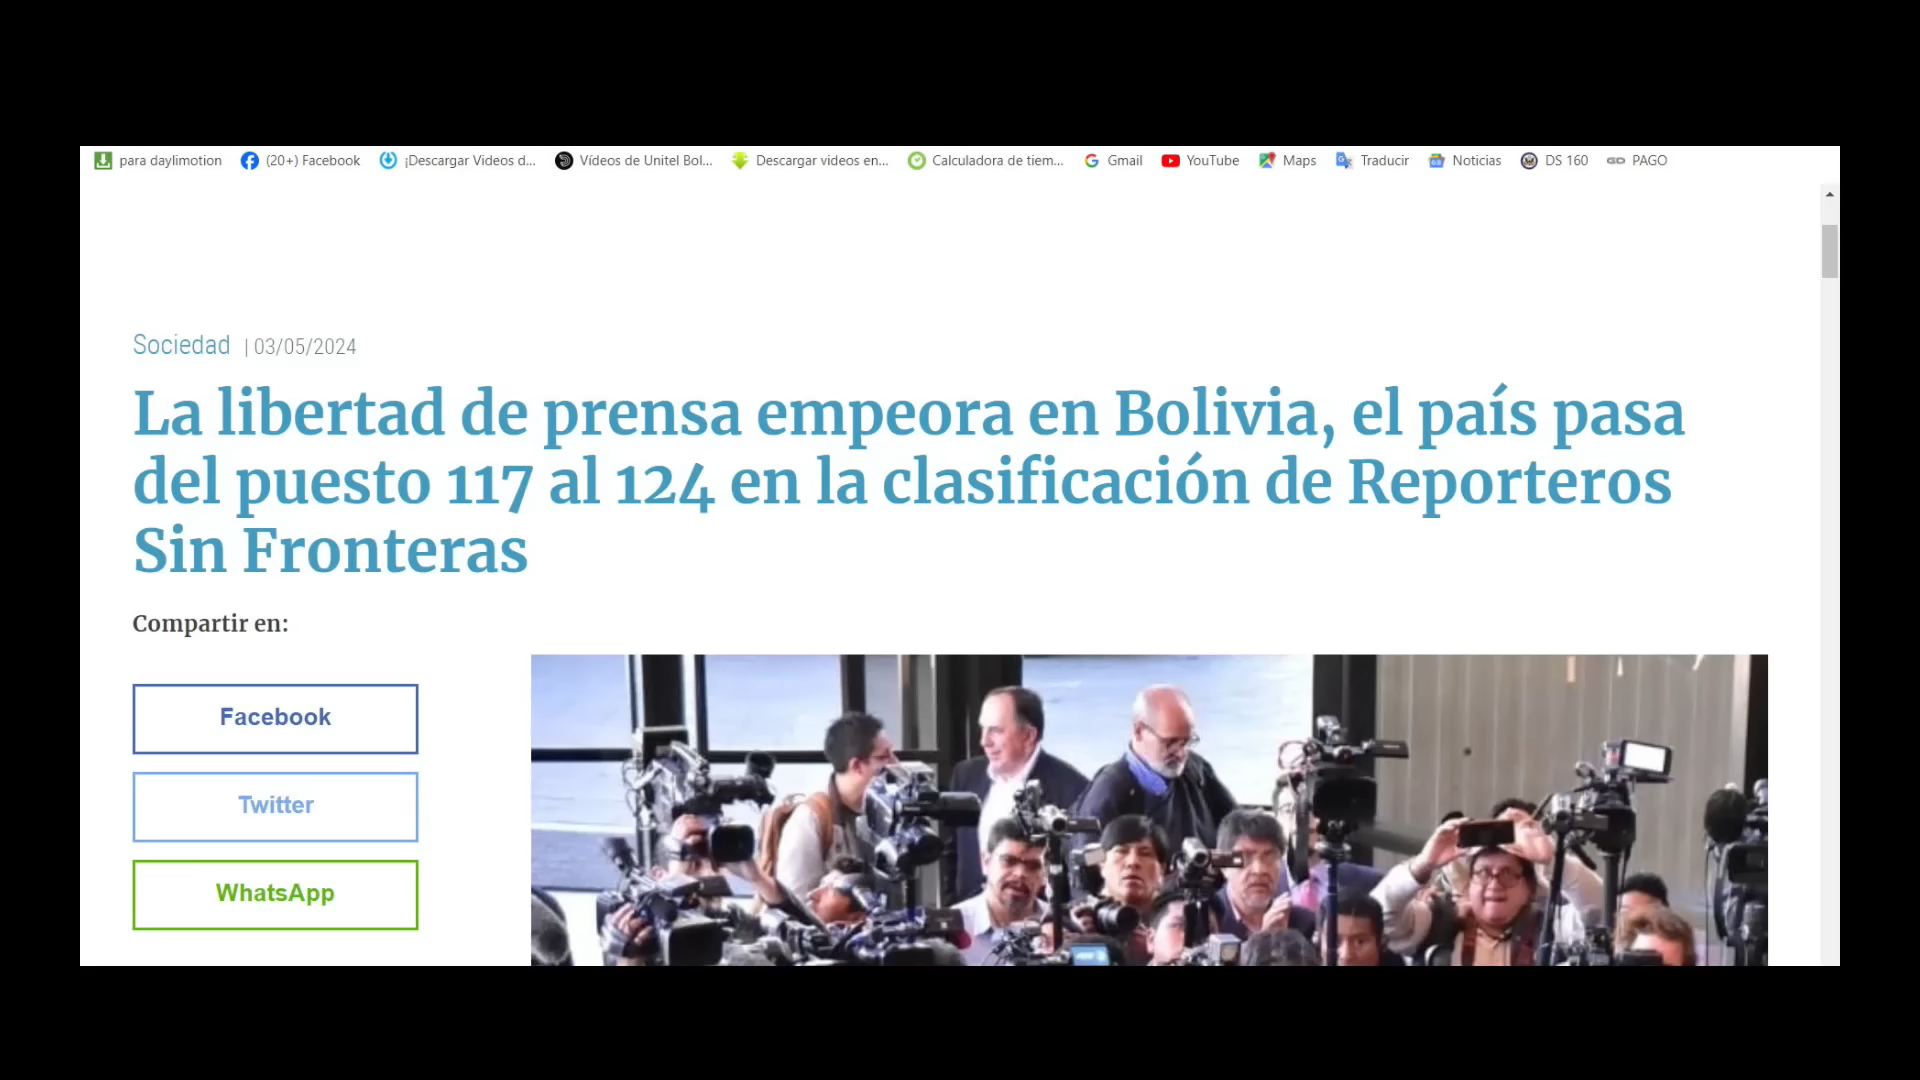 para daylimotion (20+) Facebook ¡Descargar Videos d... Vídeos de Unitel Bol... Descargar videos en... Calculadora de tiem... Gmail YouTube Maps Traducir Noticias DS 160 PAGO
Sociedad | 03/05/2024
La libertad de prensa empeora en Bolivia, el país pasa
del puesto 117 al 124 en la clasificación de Reporteros
Sin Fronteras
Compartir en:
Facebook
Twitter
WhatsApp